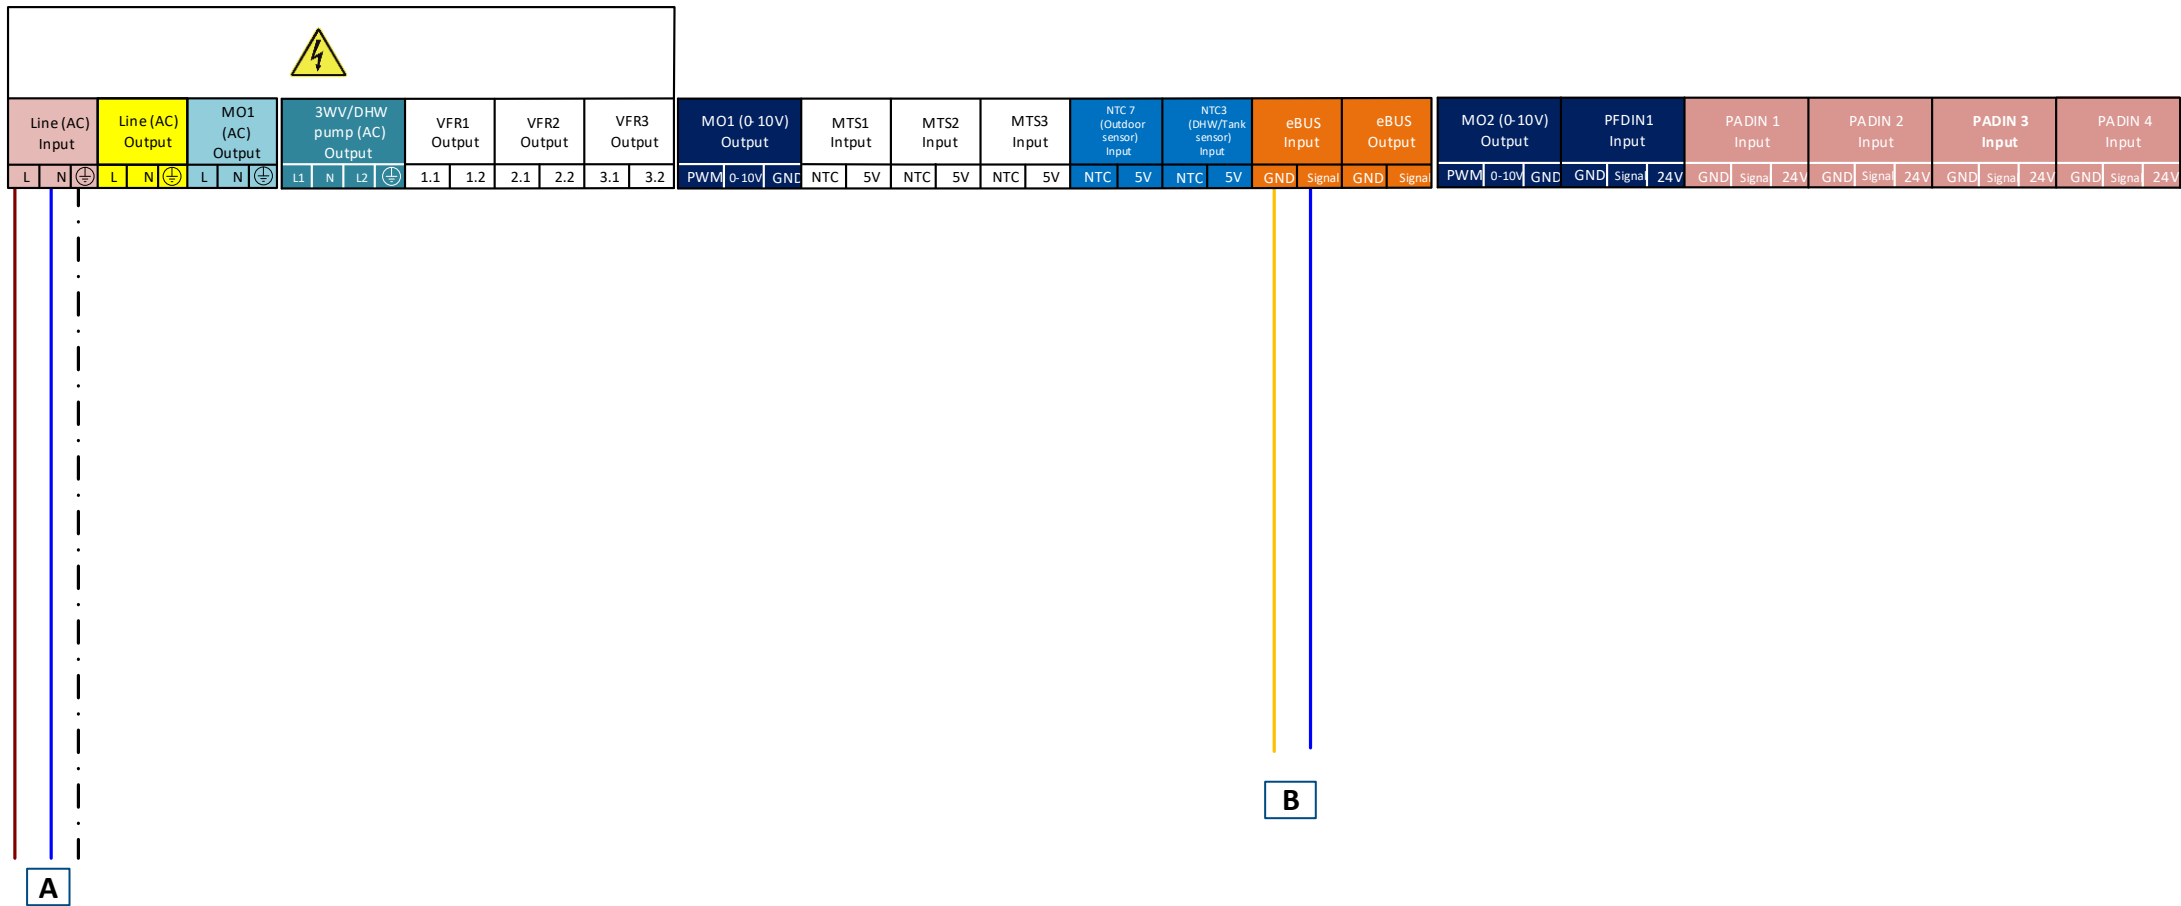 Line (AC) Input
Line (AC) Output
MO1 (AC) Output
3WV/DHW pump (AC) Output
VFR1 Output
VFR2 Output
VFR3 Output
MO1 (0-10V) Output
MTS1 Intput
MTS2 Input
MTS3 Input
NTC 7 (Outdoor sensor) Input
NTC3 (DHW/Tank sensor) Input
eBUS Input
eBUS Output
MO2 (0-10V) Output
PFDIN1 Input
PADIN 1 Input
PADIN 2 Input
PADIN 3 Input
PADIN 4 Input
L N L N L N L1 N L2 1.1 1.2 2.1 2.2 3.1 3.2 PWM 0-10V GND NTC 5V NTC 5V NTC 5V NTC 5V NTC 5V GND Signal GND Signal PWM 0-10V GND GND Signal 24V GND Signal 24V GND Signal 24V GND Signal 24V GND Signal 24V
B
A